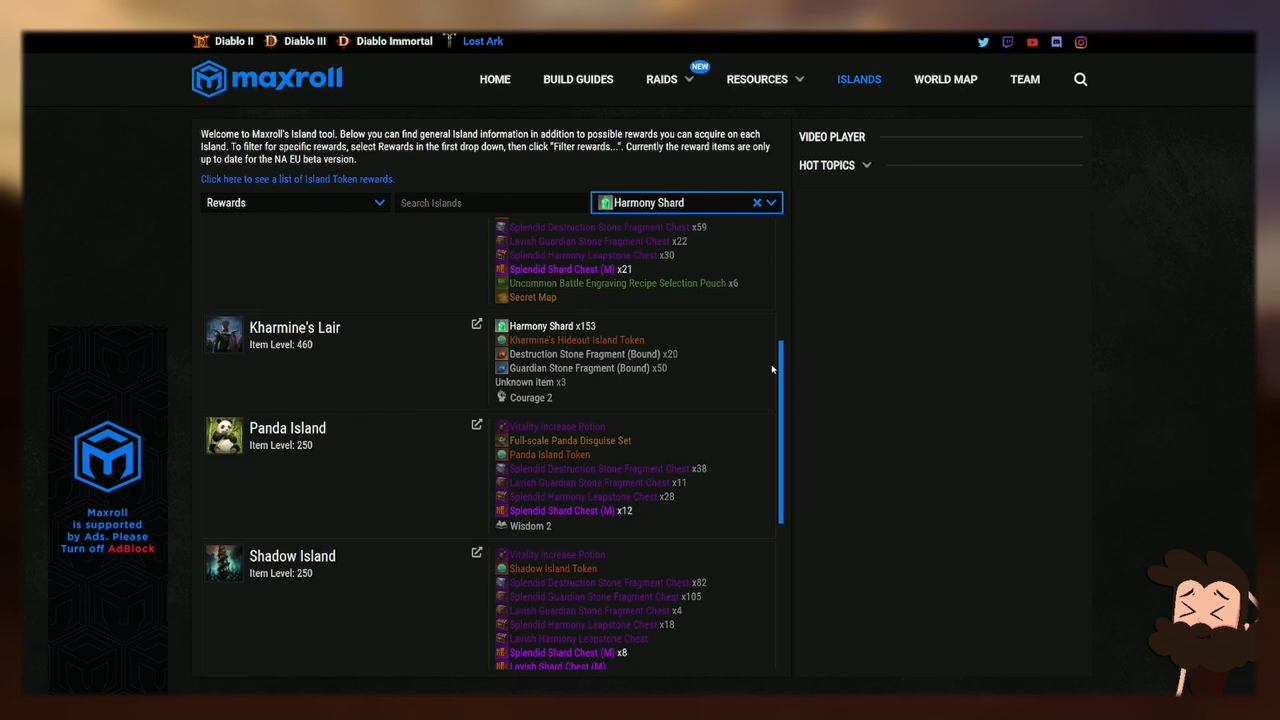 Diablo II Diablo III Diablo Immortal Lost Ark
maxroll HOME BUILD GUIDES RAIDS NEW RESOURCES ISLANDS WORLD MAP TEAM
Welcome to Maxroll's Island tool. Below you can find general Island information in addition to possible rewards you can acquire on each
Island. To filter for specific rewards, select Rewards in the first drop down, then click "Filter rewards...". Currently the reward items are only
up to date for the NA EU beta version.
Click here to see a list of Island Token rewards.
VIDEO PLAYER
HOT TOPICS
Rewards Search Islands Harmony Shard
Splendid Destruction Stone Fragment Chest x59
Lavish Guardian Stone Fragment Chest x22
Splendid Harmony Leapstone Chest x30
Splendid Shard Chest (M) x21
Uncommon Battle Engraving Recipe Selection Pouch x6
Secret Map
Kharmine's Lair
Item Level: 460
Harmony Shard x153
Kharmine's Hideout Island Token
Destruction Stone Fragment (Bound) x20
Guardian Stone Fragment (Bound) x50
Unknown item x3
Courage 2
Panda Island
Item Level: 250
Vitality Increase Potion
Full-scale Panda Disguise Set
Panda Island Token
Splendid Destruction Stone Fragment Chest x38
Lavish Guardian Stone Fragment Chest x11
Splendid Harmony Leapstone Chest x28
Splendid Shard Chest (M) x12
Wisdom 2
Shadow Island
Item Level: 250
Vitality Increase Potion
Shadow Island Token
Splendid Destruction Stone Fragment Chest x82
Splendid Guardian Stone Fragment Chest x105
Lavish Guardian Stone Fragment Chest x4
Splendid Harmony Leapstone Chest x18
Lavish Harmony Leapstone Chest
Splendid Shard Chest (M) x8
Lavish Shard Chest (M)
Maxroll
is supported
by Ads. Please
Turn off AdBlock